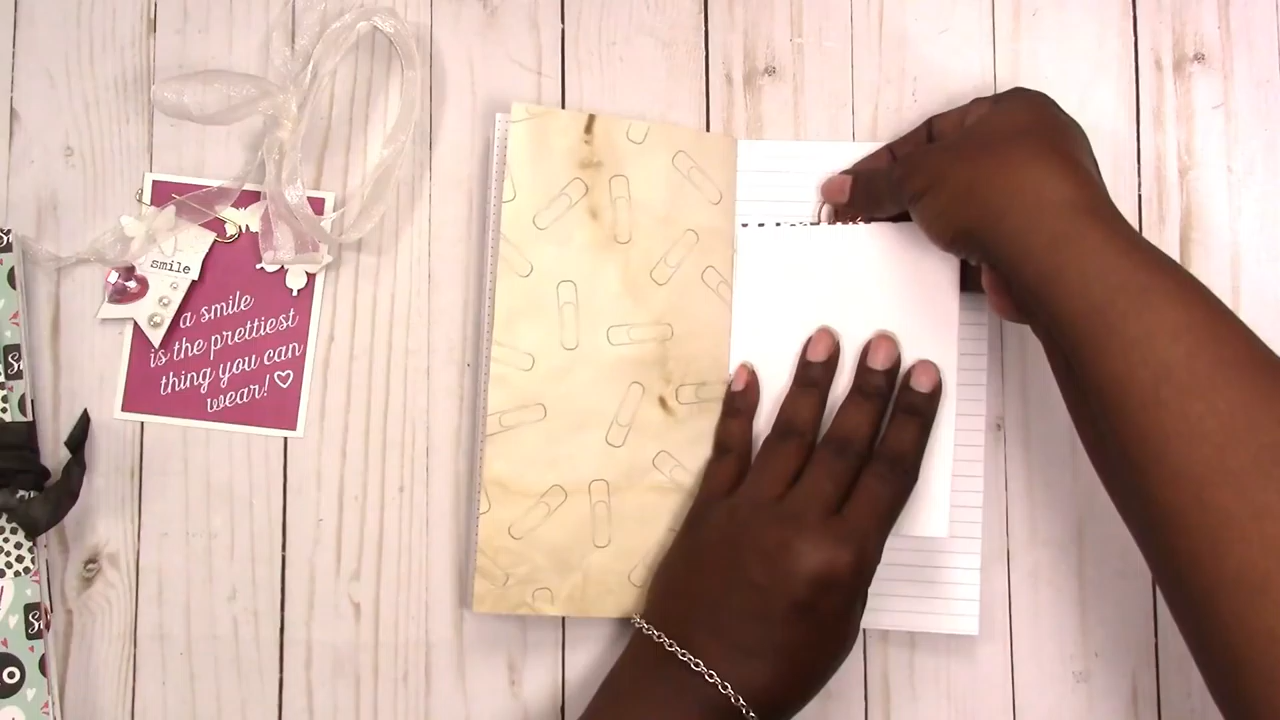 smile
a smile
is the prettiest
thing you can
wear!